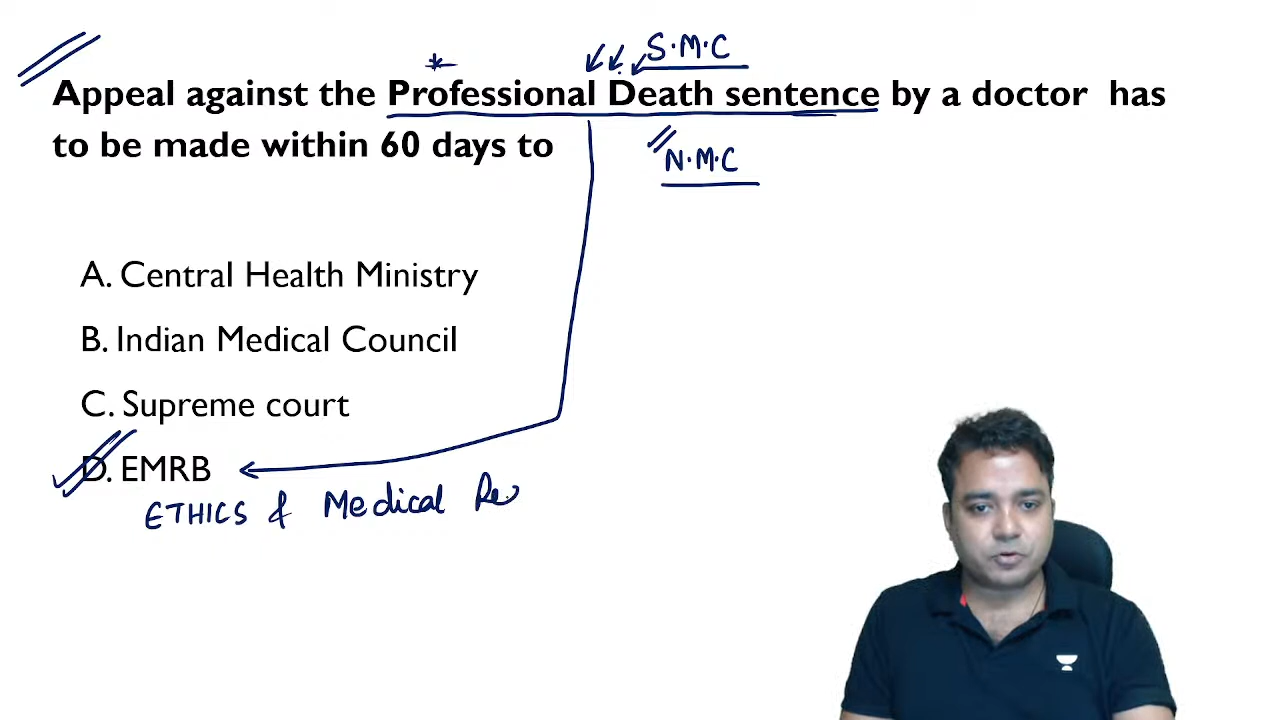 S.M.C
Appeal against the Professional Death sentence by a doctor has
to be made within 60 days to
N.M.C
A. Central Health Ministry
B. Indian Medical Council
C. Supreme court
D. EMRB
ETHICS & Medical Re